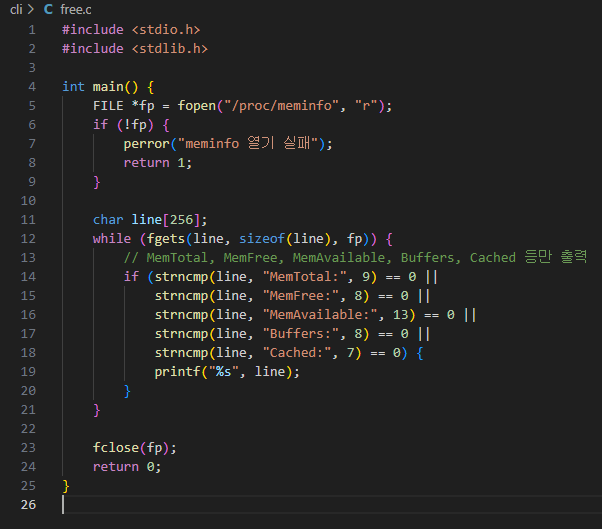 cli > C free.c
1 #include <stdio.h>
2 #include <stdlib.h>
3
4 int main() {
5     FILE *fp = fopen("/proc/meminfo", "r");
6     if (!fp) {
7         perror("meminfo 열기 실패");
8         return 1;
9     }
10
11     char line[256];
12     while (fgets(line, sizeof(line), fp)) {
13         // MemTotal, MemFree, MemAvailable, Buffers, Cached 등만 출력
14         if (strncmp(line, "MemTotal:", 9) == 0 ||
15             strncmp(line, "MemFree:", 8) == 0 ||
16             strncmp(line, "MemAvailable:", 13) == 0 ||
17             strncmp(line, "Buffers:", 8) == 0 ||
18             strncmp(line, "Cached:", 7) == 0) {
19             printf("%s", line);
20         }
21     }
22
23     fclose(fp);
24     return 0;
25 }
26